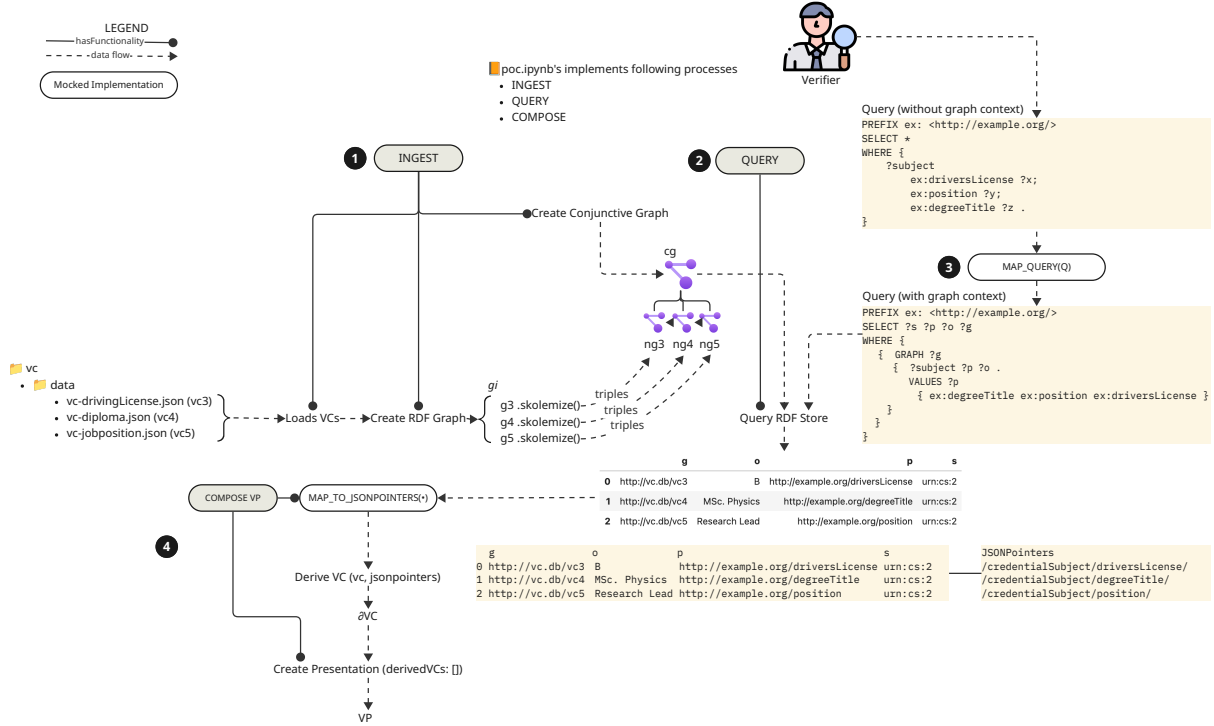 LEGEND
hasFunctionality
data flow
Mocked Implementation
poc.ipynb's implements following processes
• INGEST
• QUERY
• COMPOSE
Verifier
Query (without graph context)
PREFIX ex: <http://example.org/>
SELECT *
WHERE {
?subject
ex:driversLicense ?x;
ex:position ?y;
ex:degreeTitle ?z .
}
1
INGEST
2
QUERY
Create Conjunctive Graph
cg
3
MAP_QUERY(Q)
Query (with graph context)
PREFIX ex: <http://example.org/>
SELECT ?s ?p ?o ?g
WHERE {
{ GRAPH ?g
{ ?subject ?p ?o .
VALUES ?p
{ ex:degreeTitle ex:position ex:driversLicense }
}
}
}
ng3 ng4 ng5
vc
• data
• vc-drivingLicense.json (vc3)
• vc-diploma.json (vc4)
• vc-jobposition.json (vc5)
Loads VCs
Create RDF Graph
gi
g3 .skolemize()
g4 .skolemize()
g5 .skolemize()
triples
triples
triples
Query RDF Store
g o p s
0 http://vc.db/vc3 B http://example.org/driversLicense urn:cs:2
1 http://vc.db/vc4 MSc. Physics http://example.org/degreeTitle urn:cs:2
2 http://vc.db/vc5 Research Lead http://example.org/position urn:cs:2
COMPOSE VP
MAP_TO_JSONPOINTERS(•)
4
g o p s JSONPointers
0 http://vc.db/vc3 B http://example.org/driversLicense urn:cs:2 /credentialSubject/driversLicense/
1 http://vc.db/vc4 MSc. Physics http://example.org/degreeTitle urn:cs:2 /credentialSubject/degreeTitle/
2 http://vc.db/vc5 Research Lead http://example.org/position urn:cs:2 /credentialSubject/position/
Derive VC (vc, jsonpointers)
∂VC
Create Presentation (derivedVCs: [])
VP